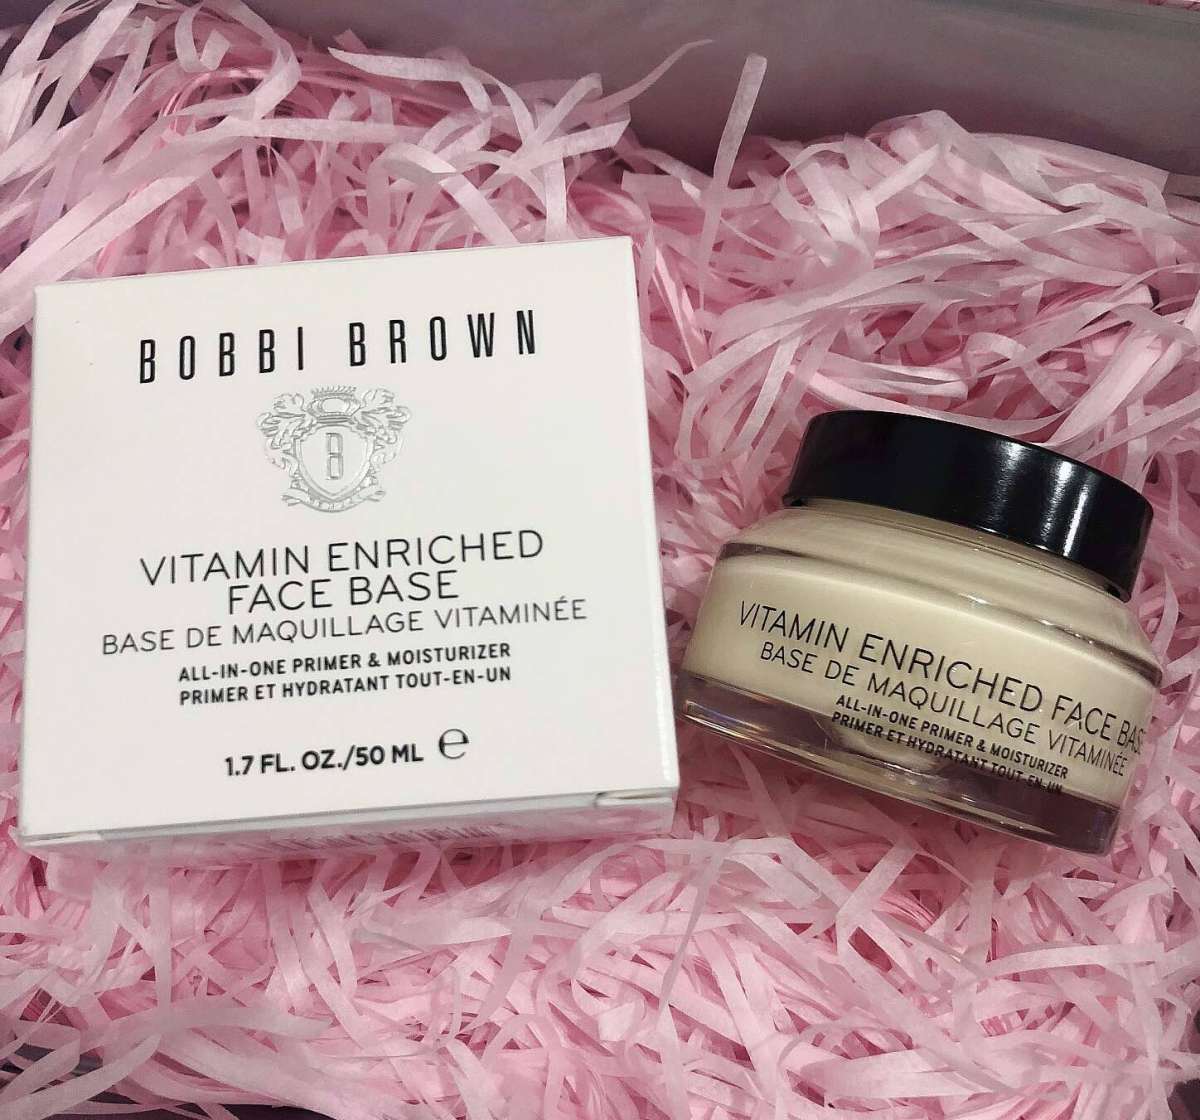 BOBBI BROWN
B
VITAMIN ENRICHED
FACE BASE
BASE DE MAQUILLAGE VITAMINÉE
ALL-IN-ONE PRIMER & MOISTURIZER
PRIMER ET HYDRATANT TOUT-EN-UN
1.7 FL. OZ./50 ML ℮
VITAMIN ENRICHED FACE BASE
BASE DE MAQUILLAGE VITAMINÉE
ALL-IN-ONE PRIMER & MOISTURIZER
PRIMER ET HYDRATANT TOUT-EN-UN